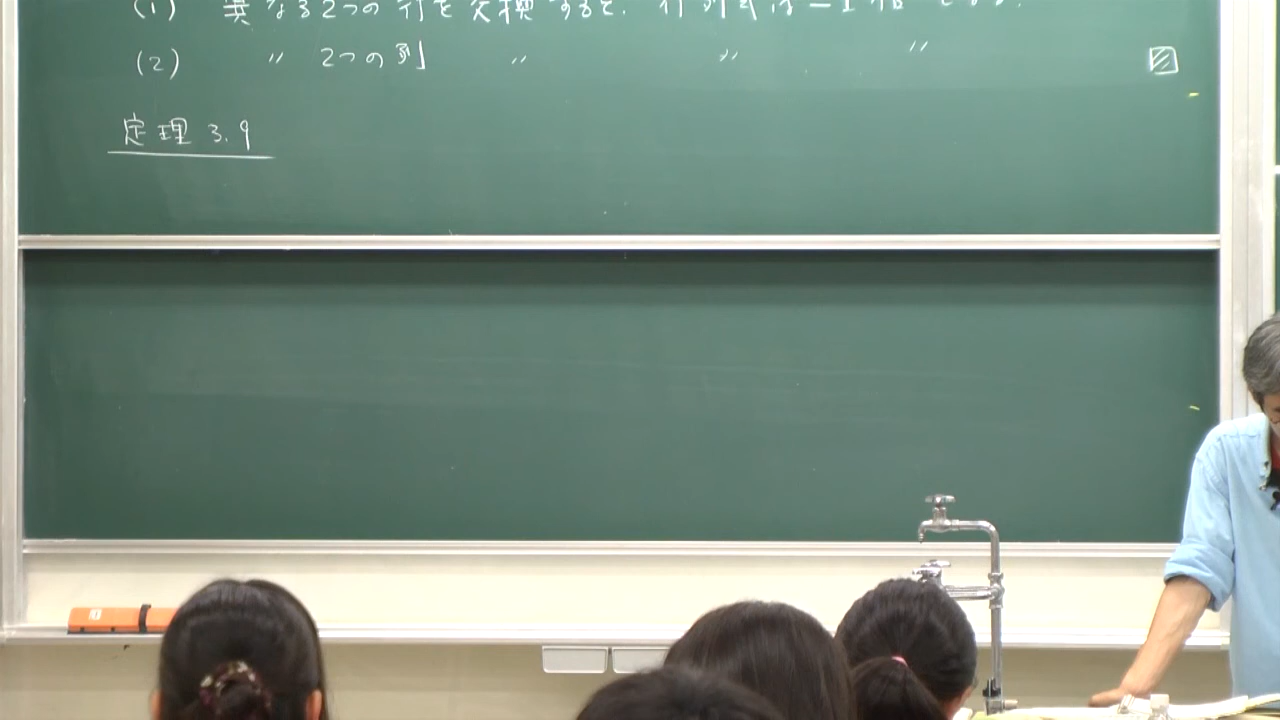 (1) 異なる2つの行を交換すると、行列式は−1倍となる.
(2) 〃 2つの列 〃 〃 〃
定理 3.9